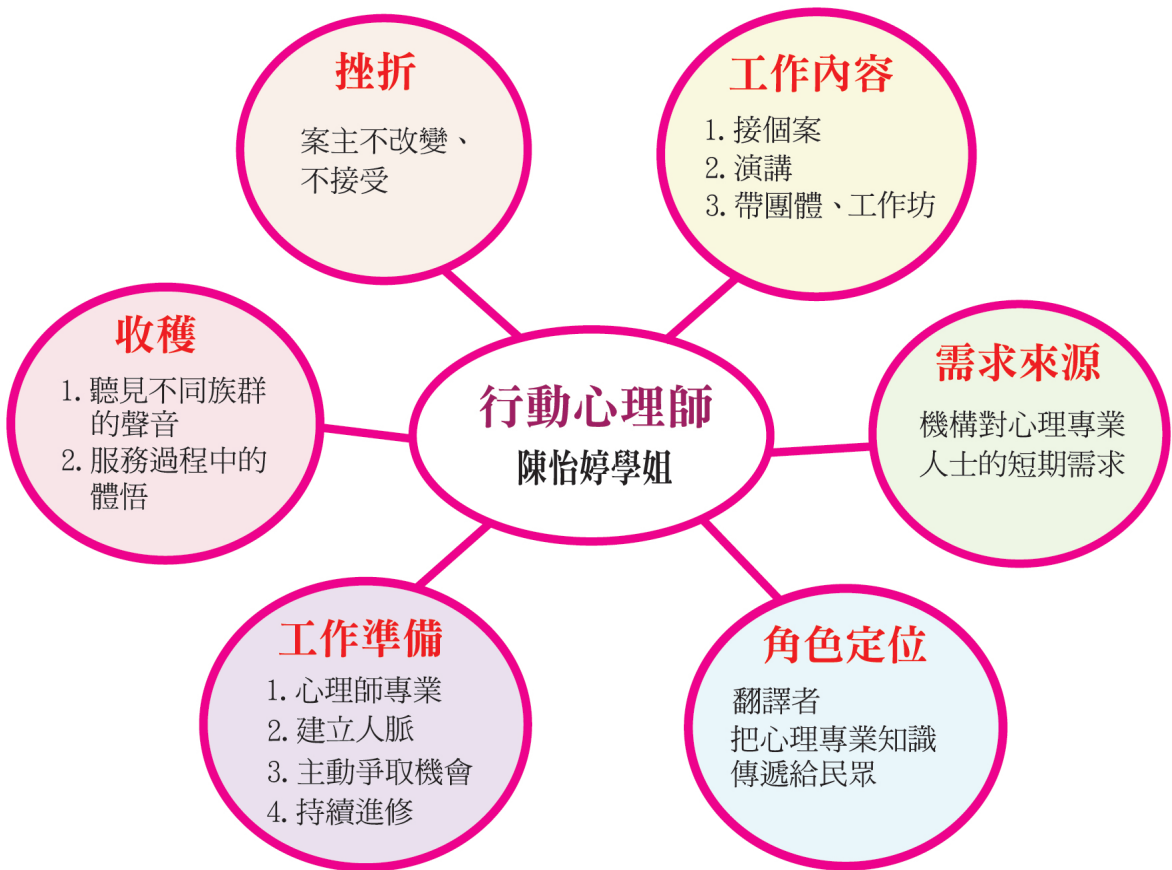 行動心理師
陳怡婷學姐
挫折
案主不改變、
不接受
工作內容
1. 接個案
2. 演講
3. 帶團體、工作坊
收穫
1. 聽見不同族群
的聲音
2. 服務過程中的
體悟
需求來源
機構對心理專業
人士的短期需求
工作準備
1. 心理師專業
2. 建立人脈
3. 主動爭取機會
4. 持續進修
角色定位
翻譯者
把心理專業知識
傳遞給民眾